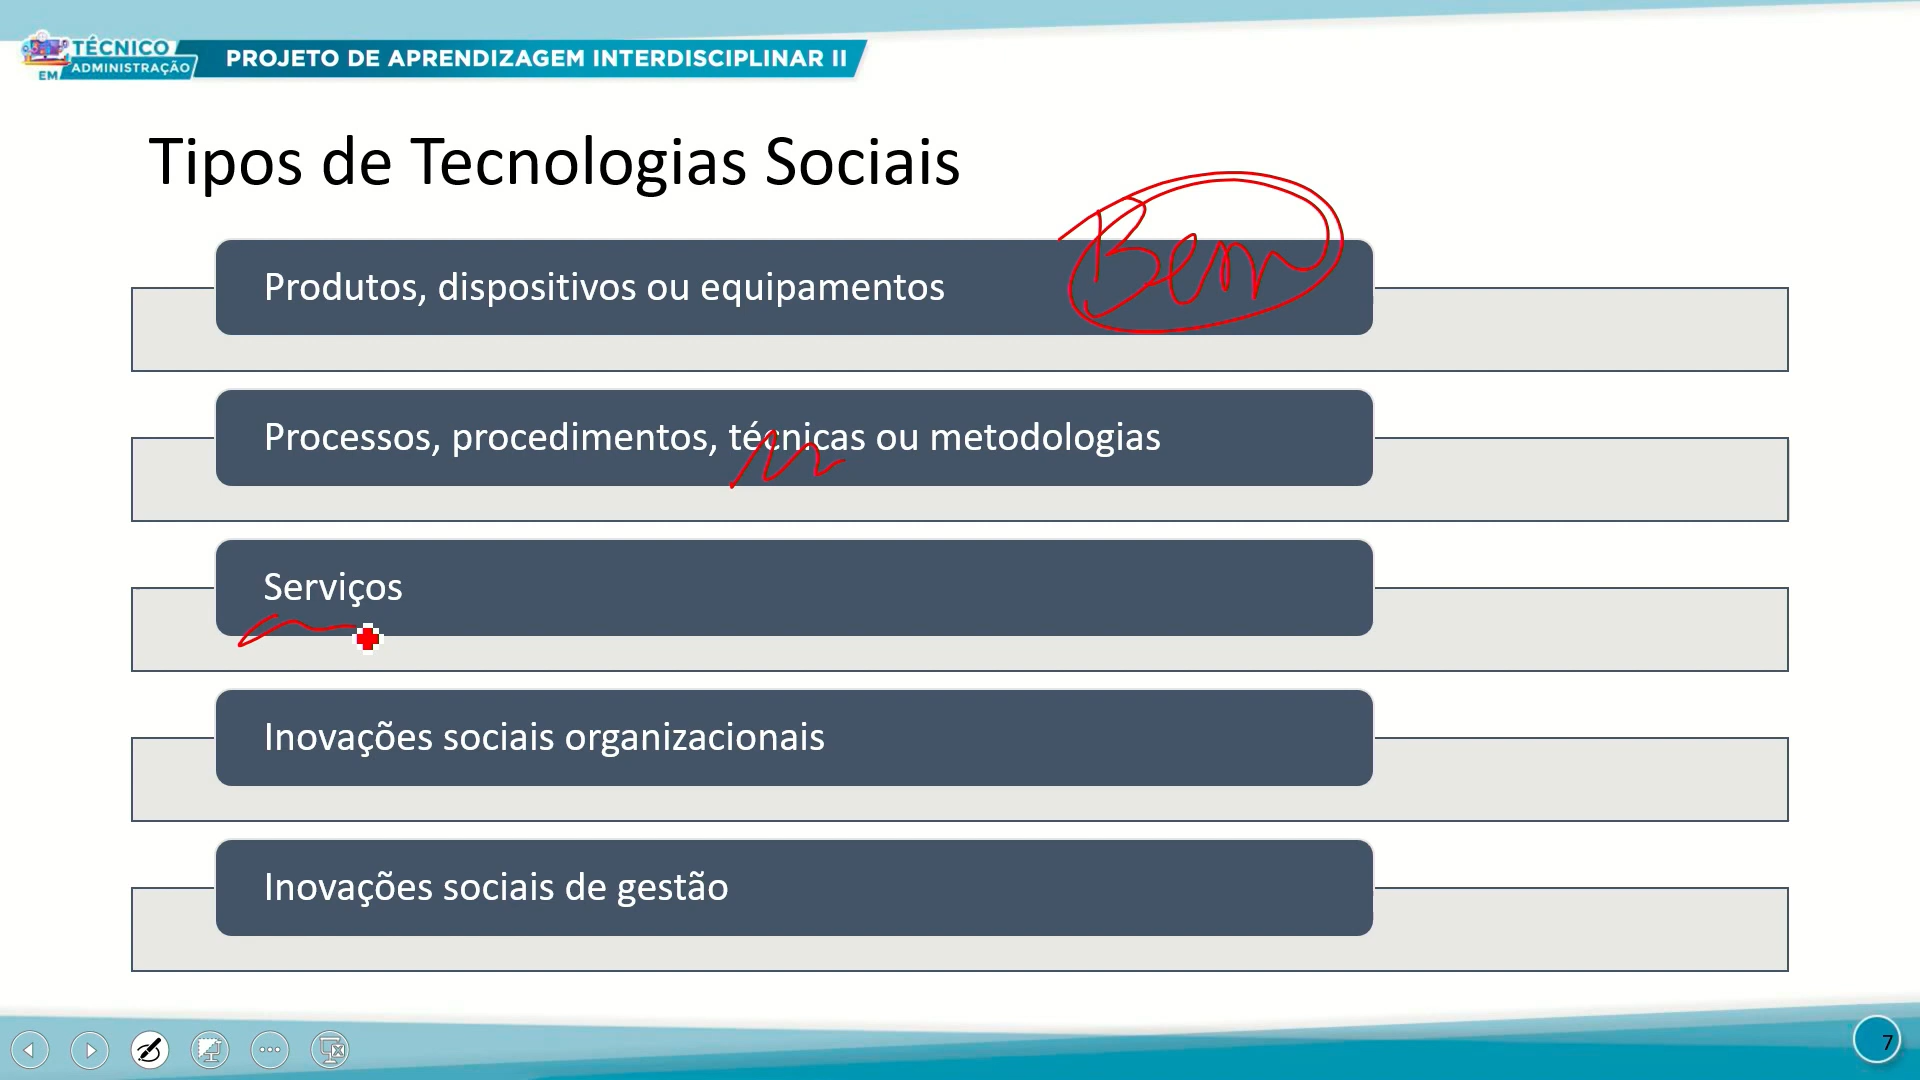 TÉCNICO
EM ADMINISTRAÇÃO
PROJETO DE APRENDIZAGEM INTERDISCIPLINAR II
Tipos de Tecnologias Sociais
Bem
Produtos, dispositivos ou equipamentos
Processos, procedimentos, técnicas ou metodologias
Serviços
Inovações sociais organizacionais
Inovações sociais de gestão
7